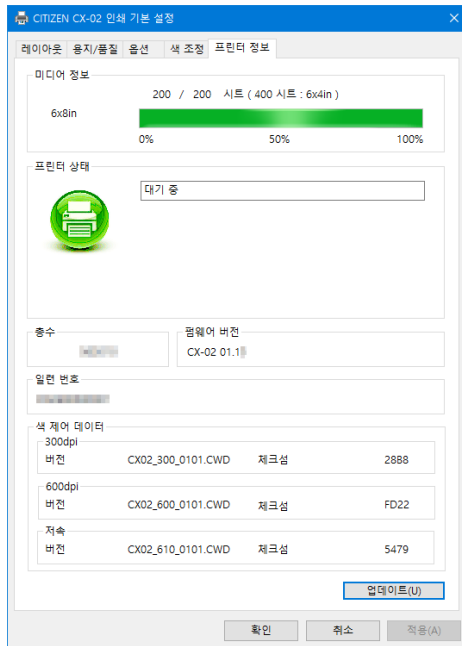 CITIZEN CX-02 인쇄 기본 설정
레이아웃 용지/품질 옵션 색 조정 프린터 정보
미디어 정보
200 / 200 시트 ( 400 시트 : 6x4in )
6x8in
0% 50% 100%
프린터 상태
대기 중
총수
펌웨어 버전
CX-02 01.1
일련 번호
색 제어 데이터
300dpi
버전 CX02_300_0101.CWD 체크섬 2888
600dpi
버전 CX02_600_0101.CWD 체크섬 FD22
저속
버전 CX02_610_0101.CWD 체크섬 5479
업데이트(U)
확인 취소 적용(A)